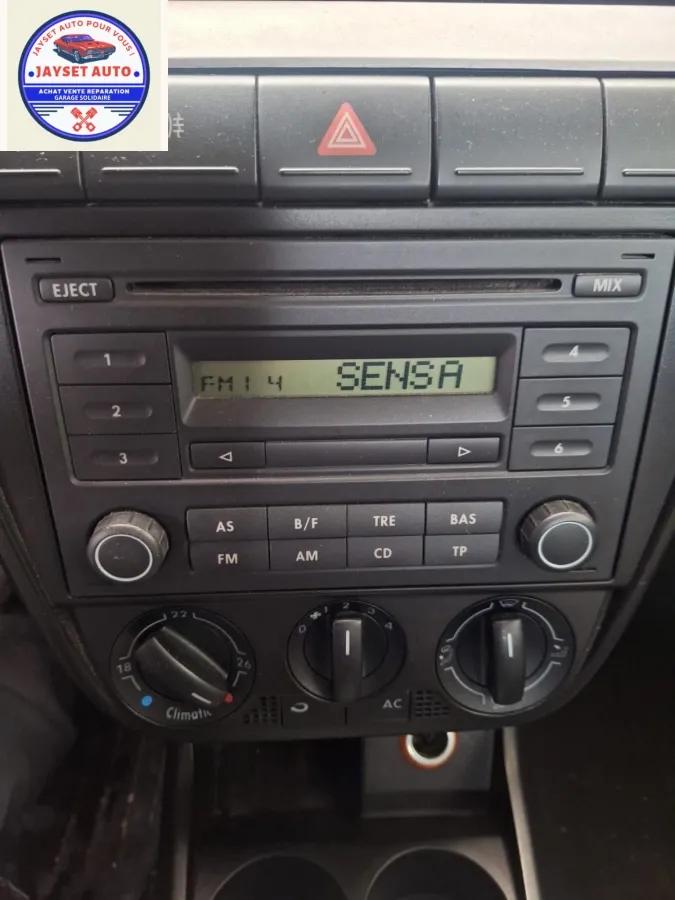 JAYSET AUTO POUR VOUS !
JAYSET AUTO
ACHAT VENTE REPARATION
GARAGE SOLIDAIRE
EJECT
MIX
1
4
FM1 4 SENSA
2
5
3
6
AS B/F TRE BAS
FM AM CD TP
22
18
26
Climatic
0 2 3 4
AC